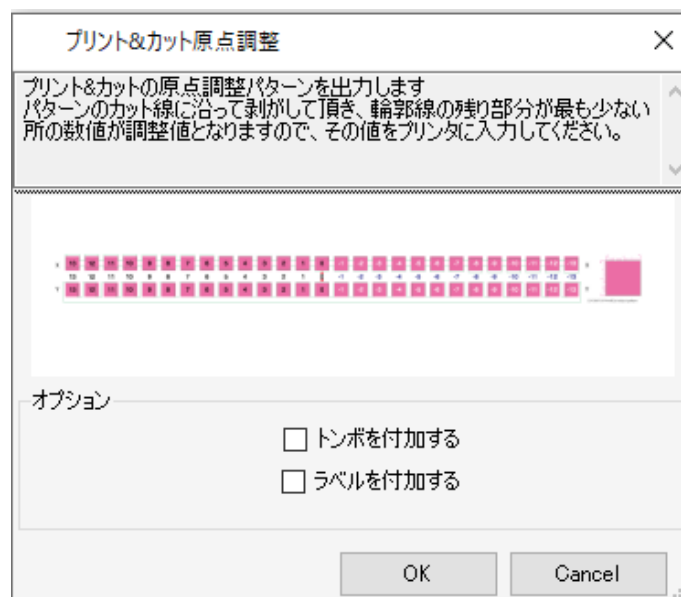 プリント&カット原点調整
プリント&カットの原点調整パターンを出力します
パターンのカット線に沿って剥がして頂き、輪郭線の残り部分が最も少ない
所の数値が調整値となりますので、その値をプリンタに入力してください。
オプション
トンボを付加する
ラベルを付加する
OK Cancel